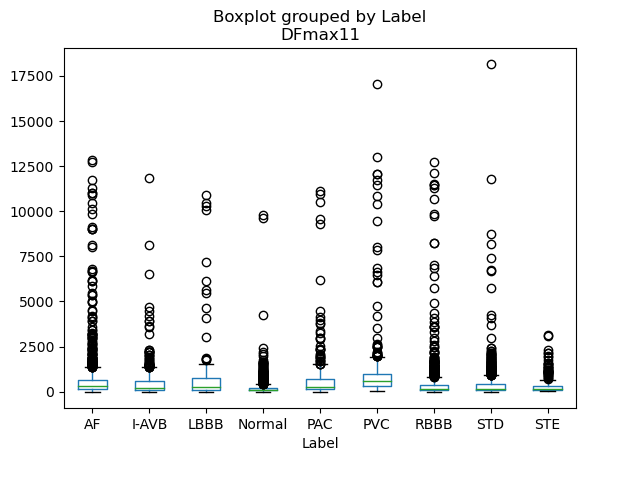 Boxplot grouped by Label
DFmax11
17500
15000
12500
10000
7500
5000
2500
0
AF I-AVB LBBB Normal PAC PVC RBBB STD STE
Label